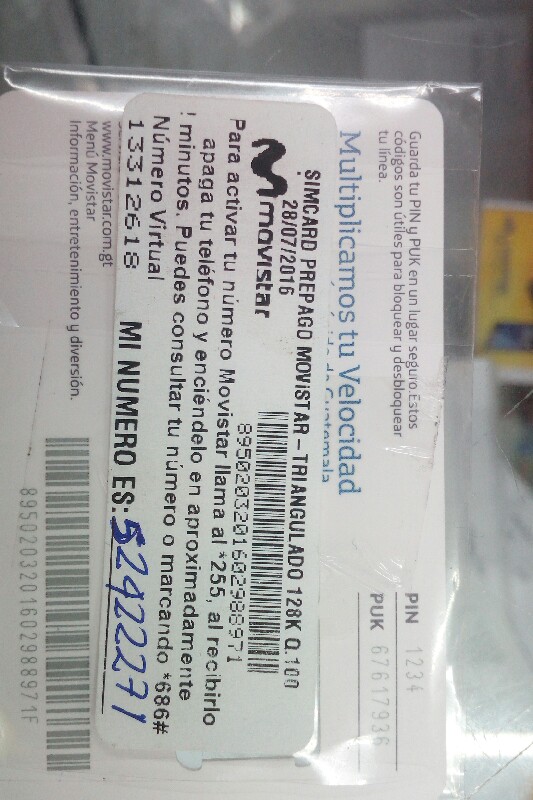 Guarda tu PIN y PUK en un lugar seguro. Estos
códigos son útiles para bloquear y desbloquear
tu línea.
PIN 1234
PUK 67617936
Multiplicamos tu Velocidad
de Guatemala
SIMCARD PREPAGO MOVISTAR - TRIANGULADO 128K Q.100
28/07/2016
movistar
8950203201602988971
Para activar tu número Movistar llama al *255, al recibirlo
apaga tu teléfono y enciéndelo en aproximadamente
! minutos. Puedes consultar tu número o marcando *686#
Número Virtual
13312618
MI NUMERO ES: 52422271
www.movistar.com.gt
Menú Movistar
Información, entretenimiento y diversión.
8950203201602988971F